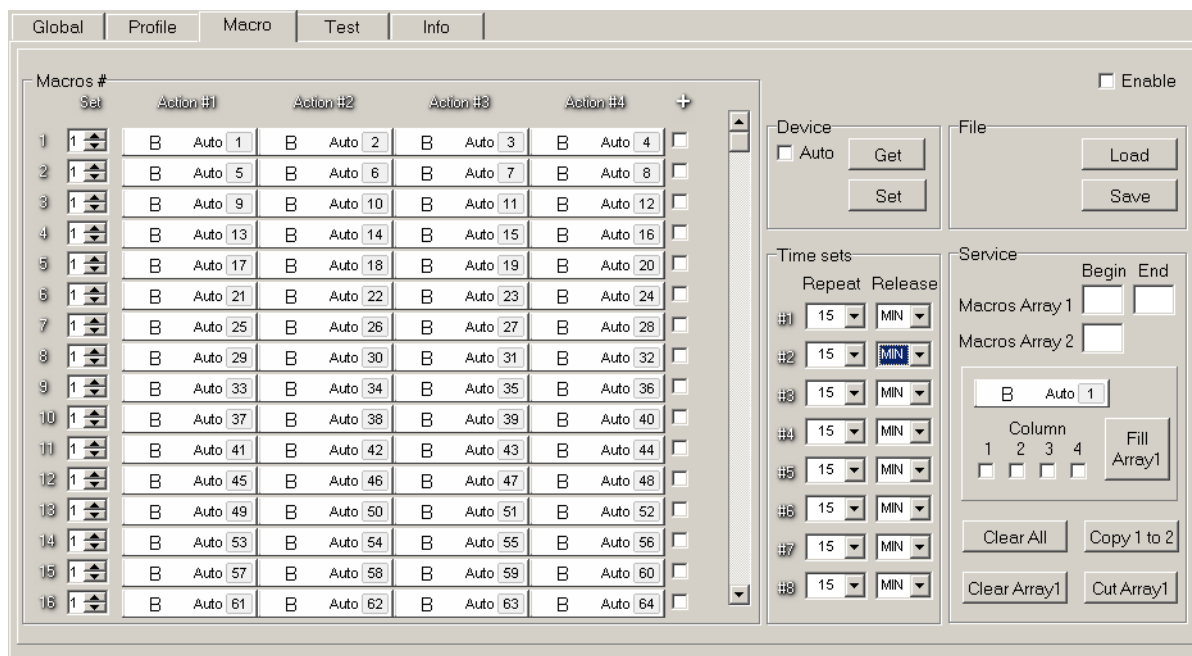 Global Profile Macro Test Info
Macros #
Enable
Set Action #1 Action #2 Action #3 Action #4 +
1 1 B Auto 1 B Auto 2 B Auto 3 B Auto 4
2 1 B Auto 5 B Auto 6 B Auto 7 B Auto 8
3 1 B Auto 9 B Auto 10 B Auto 11 B Auto 12
4 1 B Auto 13 B Auto 14 B Auto 15 B Auto 16
5 1 B Auto 17 B Auto 18 B Auto 19 B Auto 20
6 1 B Auto 21 B Auto 22 B Auto 23 B Auto 24
7 1 B Auto 25 B Auto 26 B Auto 27 B Auto 28
8 1 B Auto 29 B Auto 30 B Auto 31 B Auto 32
9 1 B Auto 33 B Auto 34 B Auto 35 B Auto 36
10 1 B Auto 37 B Auto 38 B Auto 39 B Auto 40
11 1 B Auto 41 B Auto 42 B Auto 43 B Auto 44
12 1 B Auto 45 B Auto 46 B Auto 47 B Auto 48
13 1 B Auto 49 B Auto 50 B Auto 51 B Auto 52
14 1 B Auto 53 B Auto 54 B Auto 55 B Auto 56
15 1 B Auto 57 B Auto 58 B Auto 59 B Auto 60
16 1 B Auto 61 B Auto 62 B Auto 63 B Auto 64
Device
Auto Get
Set
File
Load
Save
Time sets
Repeat Release
#1 15 MIN
#2 15 MIN
#3 15 MIN
#4 15 MIN
#5 15 MIN
#6 15 MIN
#7 15 MIN
#8 15 MIN
Service
Begin End
Macros Array 1
Macros Array 2
B Auto 1
Column
1 2 3 4
Fill
Array1
Clear All Copy 1 to 2
Clear Array1 Cut Array1